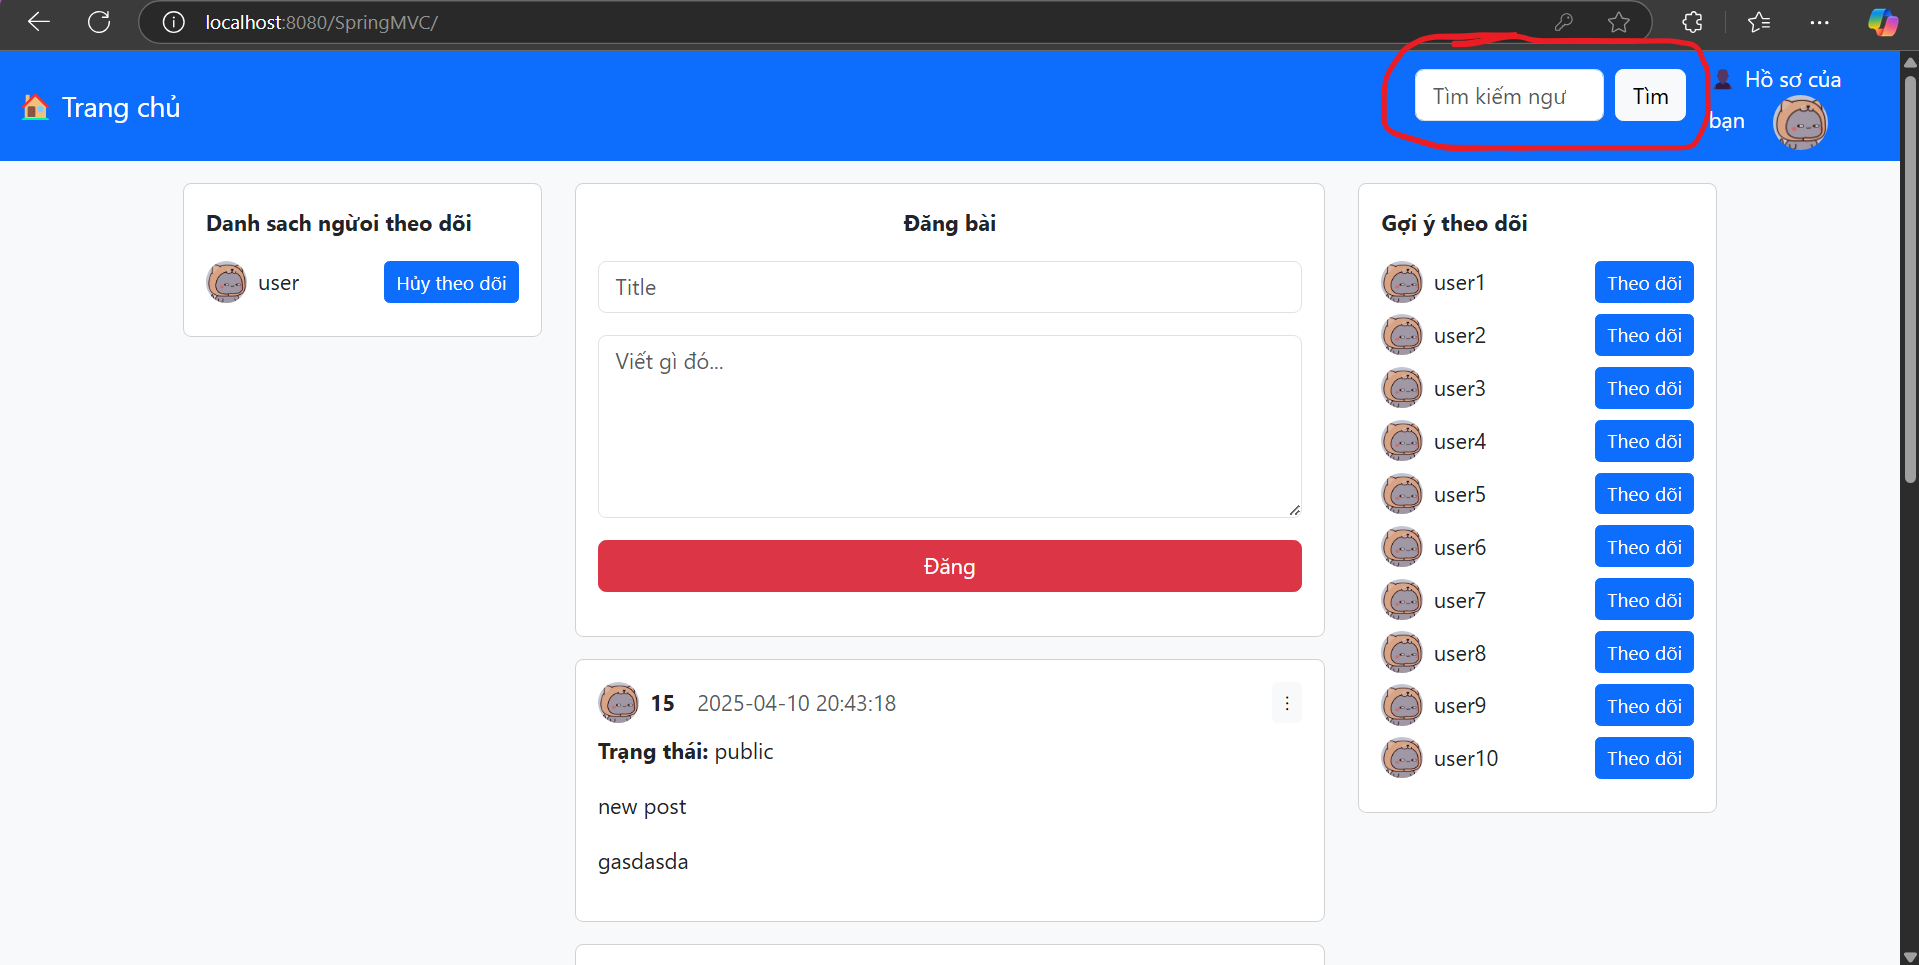 localhost:8080/SpringMVC/
Trang chủ
Tìm kiếm ngư
Tìm
Hồ sơ của
bạn
Danh sach ngừoi theo dõi
user
Hủy theo dõi
Đăng bài
Title
Viết gì đó...
Đăng
15 2025-04-10 20:43:18
Trạng thái: public
new post
gasdasda
Gợi ý theo dõi
user1 Theo dõi
user2 Theo dõi
user3 Theo dõi
user4 Theo dõi
user5 Theo dõi
user6 Theo dõi
user7 Theo dõi
user8 Theo dõi
user9 Theo dõi
user10 Theo dõi